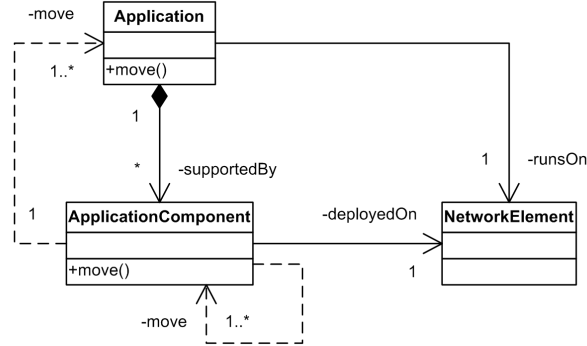 -move
Application
1..*
+move()
1
*
-supportedBy
1
-runsOn
1
ApplicationComponent
-deployedOn
NetworkElement
+move()
1
-move
1..*